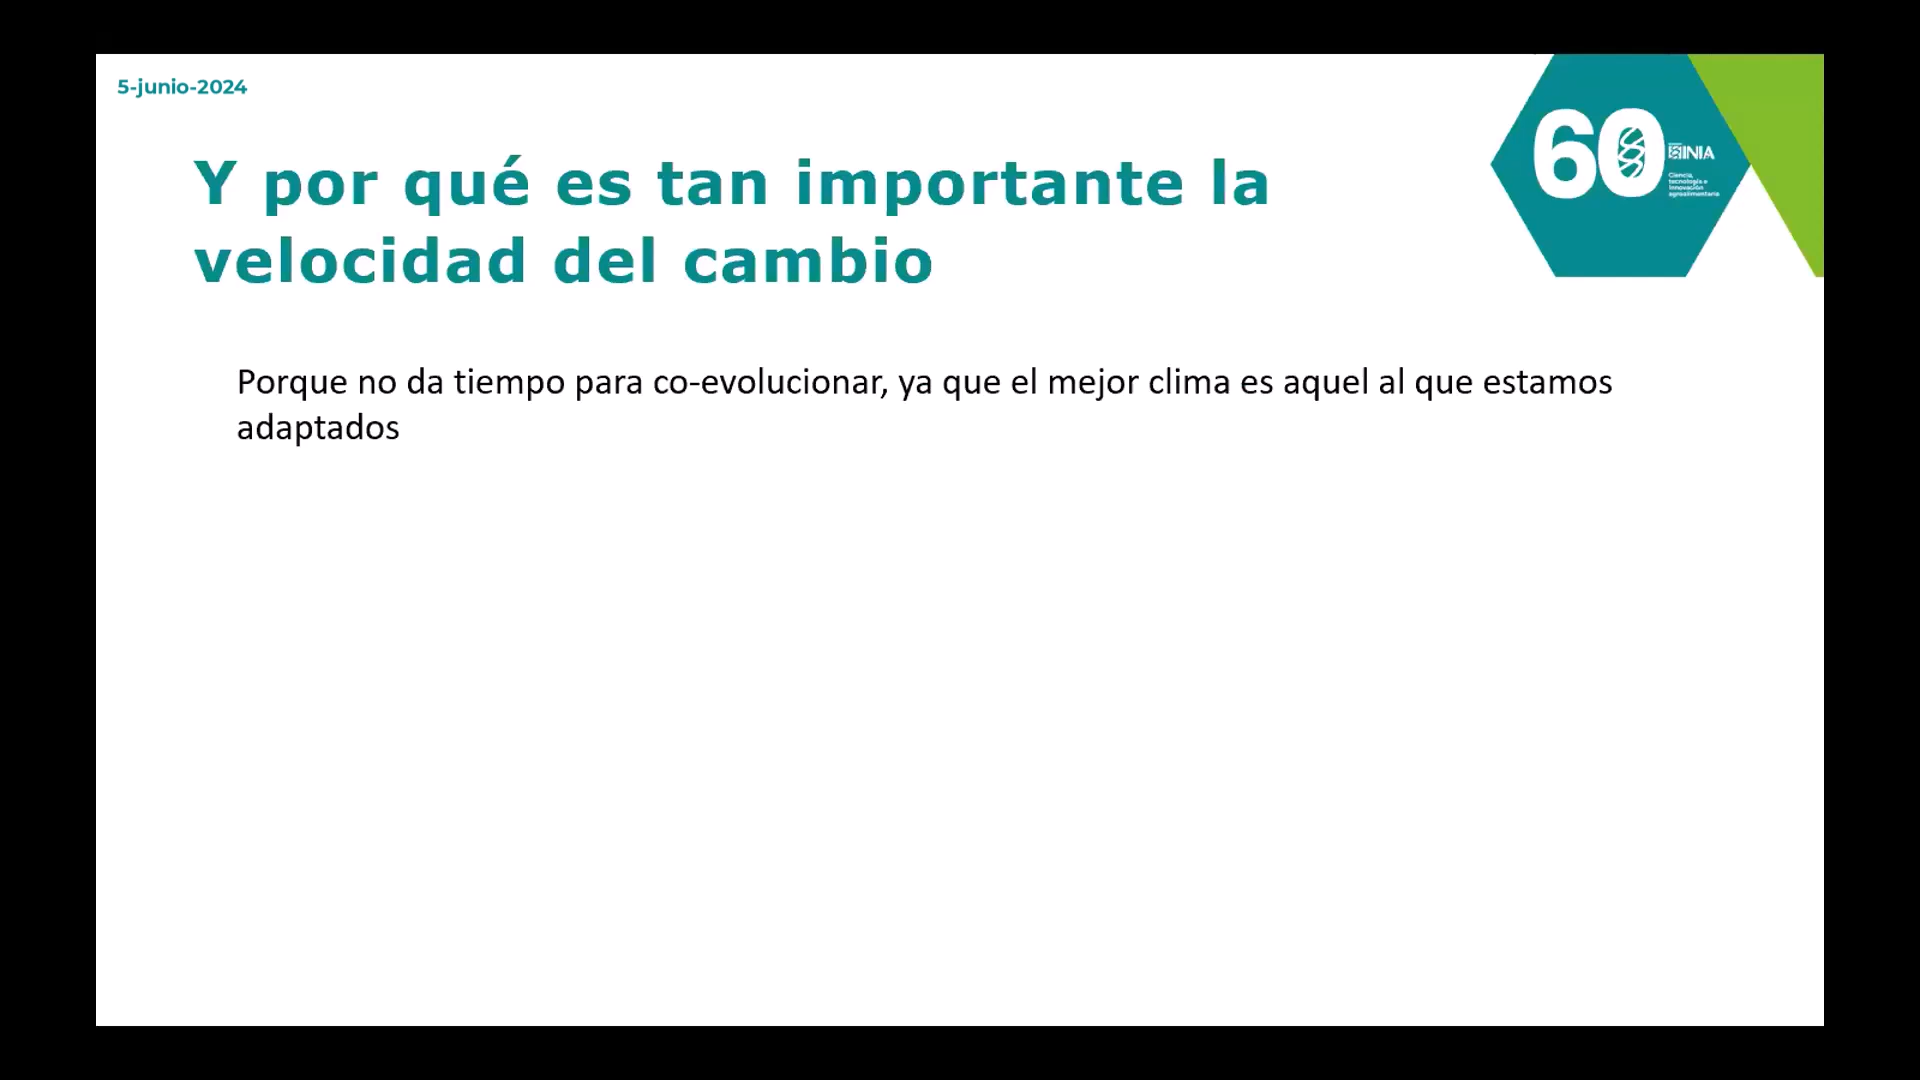 5-junio-2024
Y por qué es tan importante la
velocidad del cambio
60
INIA
Ciencia,
tecnología e
innovación
agroalimentaria
Porque no da tiempo para co-evolucionar, ya que el mejor clima es aquel al que estamos
adaptados